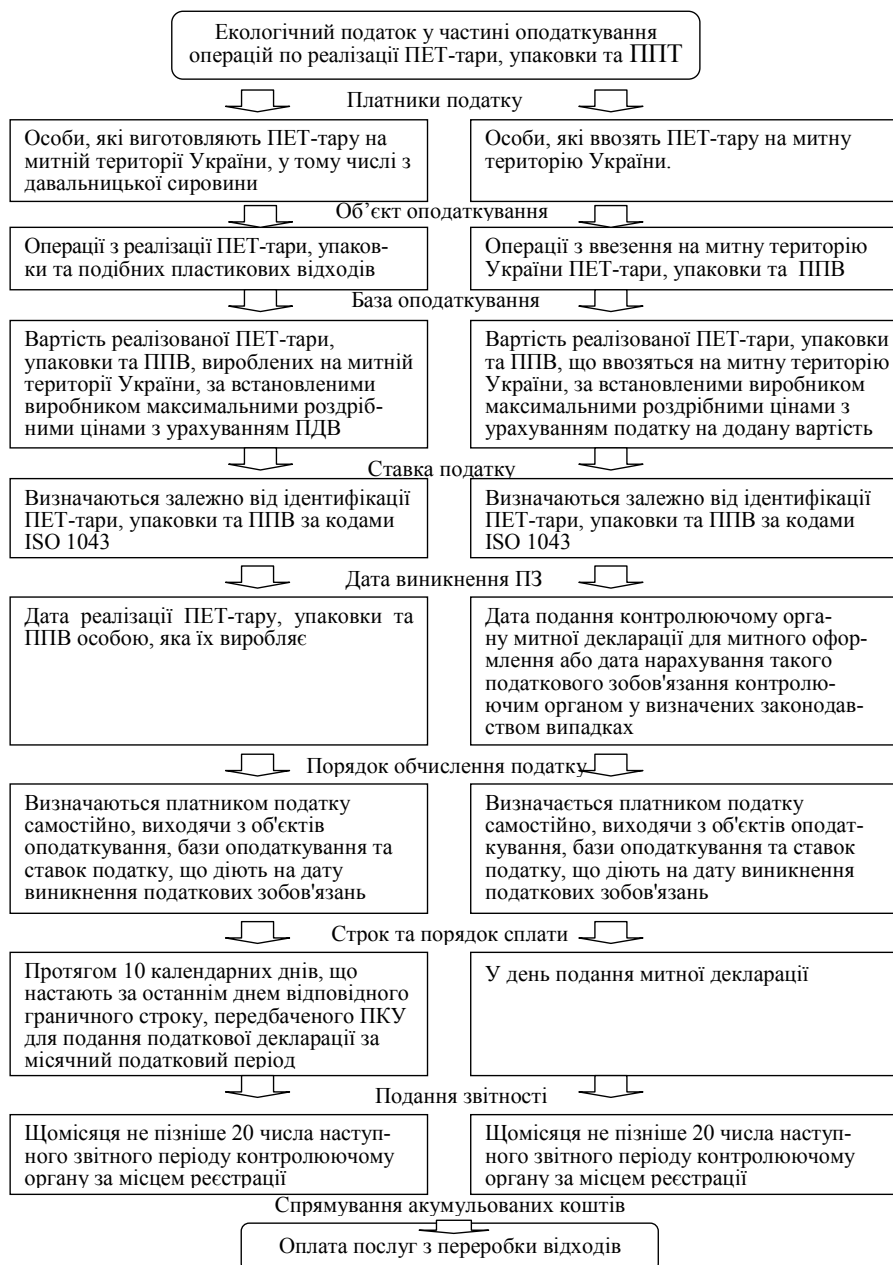 Екологічний податок у частині оподаткування
операцій по реалізації ПЕТ-тари, упаковки та ППТ
Платники податку
Особи, які виготовляють ПЕТ-тару на
митній території України, у тому числі з
давальницької сировини
Особи, які ввозять ПЕТ-тару на митну
територію України.
Об’єкт оподаткування
Операції з реалізації ПЕТ-тари, упаков-
ки та подібних пластикових відходів
Операції з ввезення на митну територію
України ПЕТ-тари, упаковки та ППВ
База оподаткування
Вартість реалізованої ПЕТ-тари,
упаковки та ППВ, вироблених на митній
території України, за встановленими
виробником максимальними роздріб-
ними цінами з урахуванням ПДВ
Вартість реалізованої ПЕТ-тари, упаковки
та ППВ, що ввозяться на митну територію
України, за встановленими виробником
максимальними роздрібними цінами з
урахуванням податку на додану вартість
Ставка податку
Визначаються залежно від ідентифікації
ПЕТ-тари, упаковки та ППВ за кодами
ISO 1043
Визначаються залежно від ідентифікації
ПЕТ-тари, упаковки та ППВ за кодами
ISO 1043
Дата виникнення ПЗ
Дата реалізації ПЕТ-тару, упаковки та
ППВ особою, яка їх виробляє
Дата подання контролюючому орга-
ну митної декларації для митного офор-
млення або дата нарахування такого
податкового зобов'язання контролю-
ючим органом у визначених законодав-
ством випадках
Порядок обчислення податку
Визначаються платником податку
самостійно, виходячи з об'єктів
оподаткування, бази оподаткування та
ставок податку, що діють на дату
виникнення податкових зобов'язань
Визначається платником податку
самостійно, виходячи з об'єктів оподат-
кування, бази оподаткування та ставок
податку, що діють на дату виникнення
податкових зобов'язань
Строк та порядок сплати
Протягом 10 календарних днів, що
настають за останнім днем відповідного
граничного строку, передбаченого ПКУ
для подання податкової декларації за
місячний податковий період
У день подання митної декларації
Подання звітності
Щомісяця не пізніше 20 числа наступ-
ного звітного періоду контролюючому
органу за місцем реєстрації
Щомісяця не пізніше 20 числа наступ-
ного звітного періоду контролюючому
органу за місцем реєстрації
Спрямування акумульованих коштів
Оплата послуг з переробки відходів